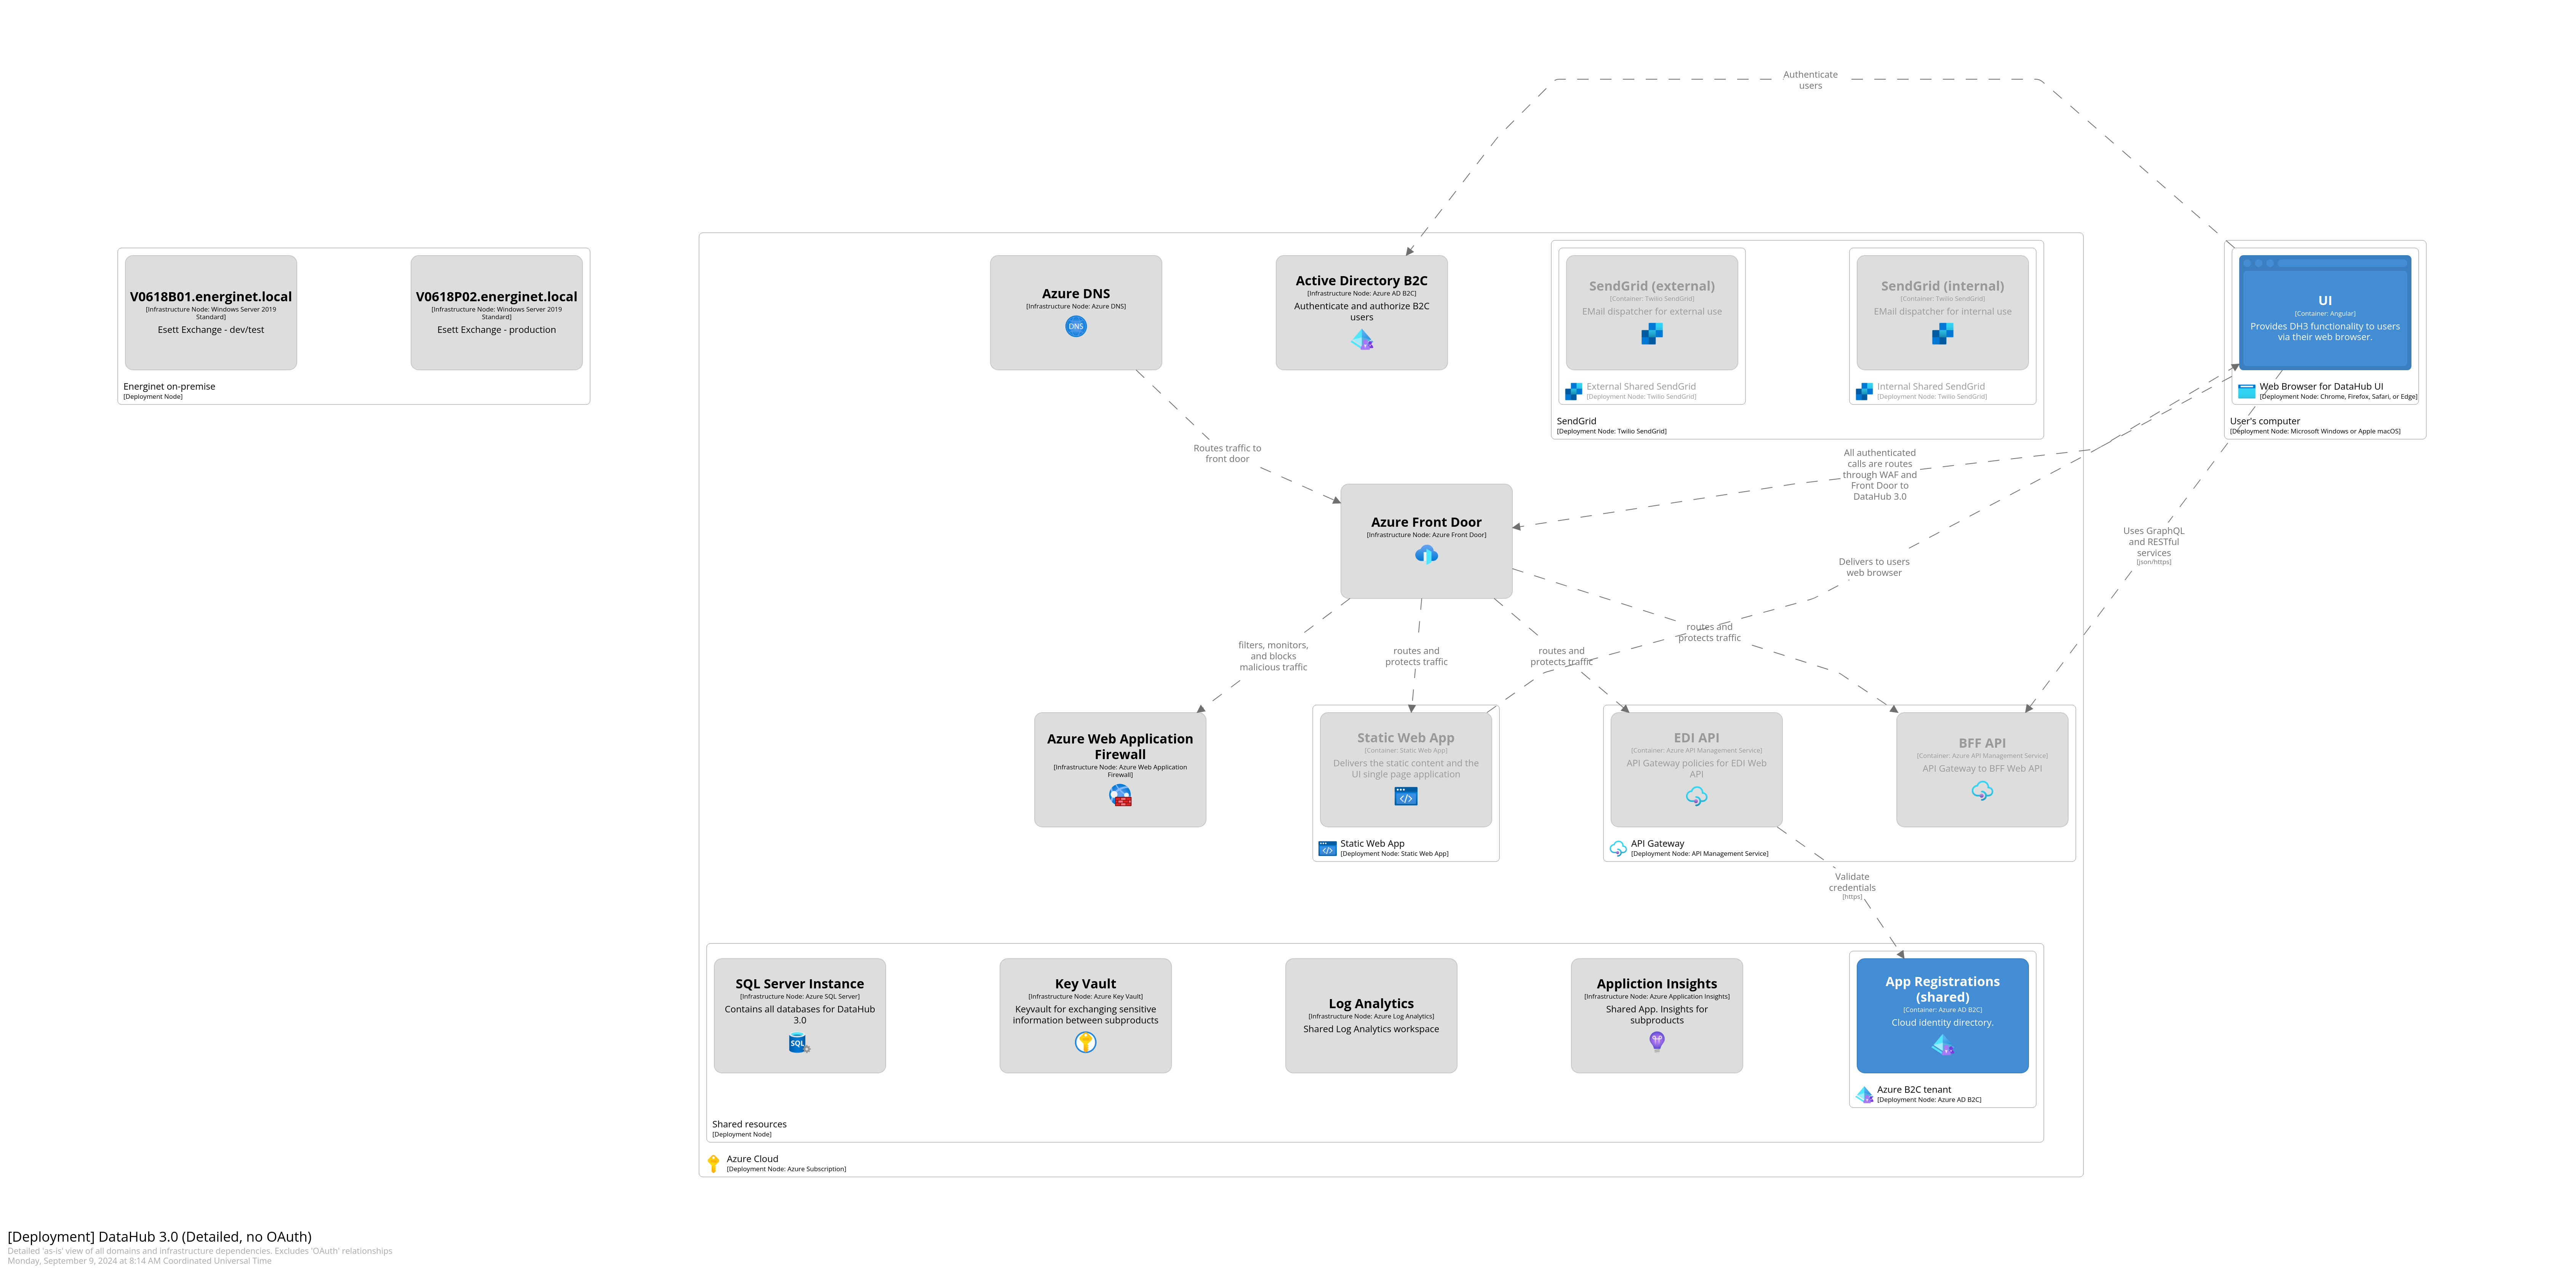 Authenticate
users
V0618B01.energinet.local
[Infrastructure Node: Windows Server 2019
Standard]
Esett Exchange - dev/test
V0618P02.energinet.local
[Infrastructure Node: Windows Server 2019
Standard]
Esett Exchange - production
Energinet on-premise
[Deployment Node]
Azure DNS
[Infrastructure Node: Azure DNS]
DNS
Active Directory B2C
[Infrastructure Node: Azure AD B2C]
Authenticate and authorize B2C
users
SendGrid (external)
[Container: Twilio SendGrid]
EMail dispatcher for external use
External Shared SendGrid
[Deployment Node: Twilio SendGrid]
SendGrid (internal)
[Container: Twilio SendGrid]
EMail dispatcher for internal use
Internal Shared SendGrid
[Deployment Node: Twilio SendGrid]
SendGrid
[Deployment Node: Twilio SendGrid]
UI
[Container: Angular]
Provides DH3 functionality to users
via their web browser.
Web Browser for DataHub UI
[Deployment Node: Chrome, Firefox, Safari, or Edge]
User's computer
[Deployment Node: Microsoft Windows or Apple macOS]
Routes traffic to
front door
All authenticated
calls are routes
through WAF and
Front Door to
DataHub 3.0
Azure Front Door
[Infrastructure Node: Azure Front Door]
Uses GraphQL
and RESTful
services
[json/https]
Delivers to users
web browser
filters, monitors,
and blocks
malicious traffic
routes and
protects traffic
routes and
protects traffic
routes and
protects traffic
Azure Web Application
Firewall
[Infrastructure Node: Azure Web Application
Firewall]
Static Web App
[Container: Static Web App]
Delivers the static content and the
UI single page application
Static Web App
[Deployment Node: Static Web App]
EDI API
[Container: Azure API Management Service]
API Gateway policies for EDI Web
API
BFF API
[Container: Azure API Management Service]
API Gateway to BFF Web API
API Gateway
[Deployment Node: API Management Service]
Validate
credentials
[https]
SQL Server Instance
[Infrastructure Node: Azure SQL Server]
Contains all databases for DataHub
3.0
SQL
Key Vault
[Infrastructure Node: Azure Key Vault]
Keyvault for exchanging sensitive
information between subproducts
Log Analytics
[Infrastructure Node: Azure Log Analytics]
Shared Log Analytics workspace
Appliction Insights
[Infrastructure Node: Azure Application Insights]
Shared App. Insights for
subproducts
App Registrations
(shared)
[Container: Azure AD B2C]
Cloud identity directory.
Azure B2C tenant
[Deployment Node: Azure AD B2C]
Shared resources
[Deployment Node]
Azure Cloud
[Deployment Node: Azure Subscription]
[Deployment] DataHub 3.0 (Detailed, no OAuth)
Detailed 'as-is' view of all domains and infrastructure dependencies. Excludes 'OAuth' relationships
Monday, September 9, 2024 at 8:14 AM Coordinated Universal Time